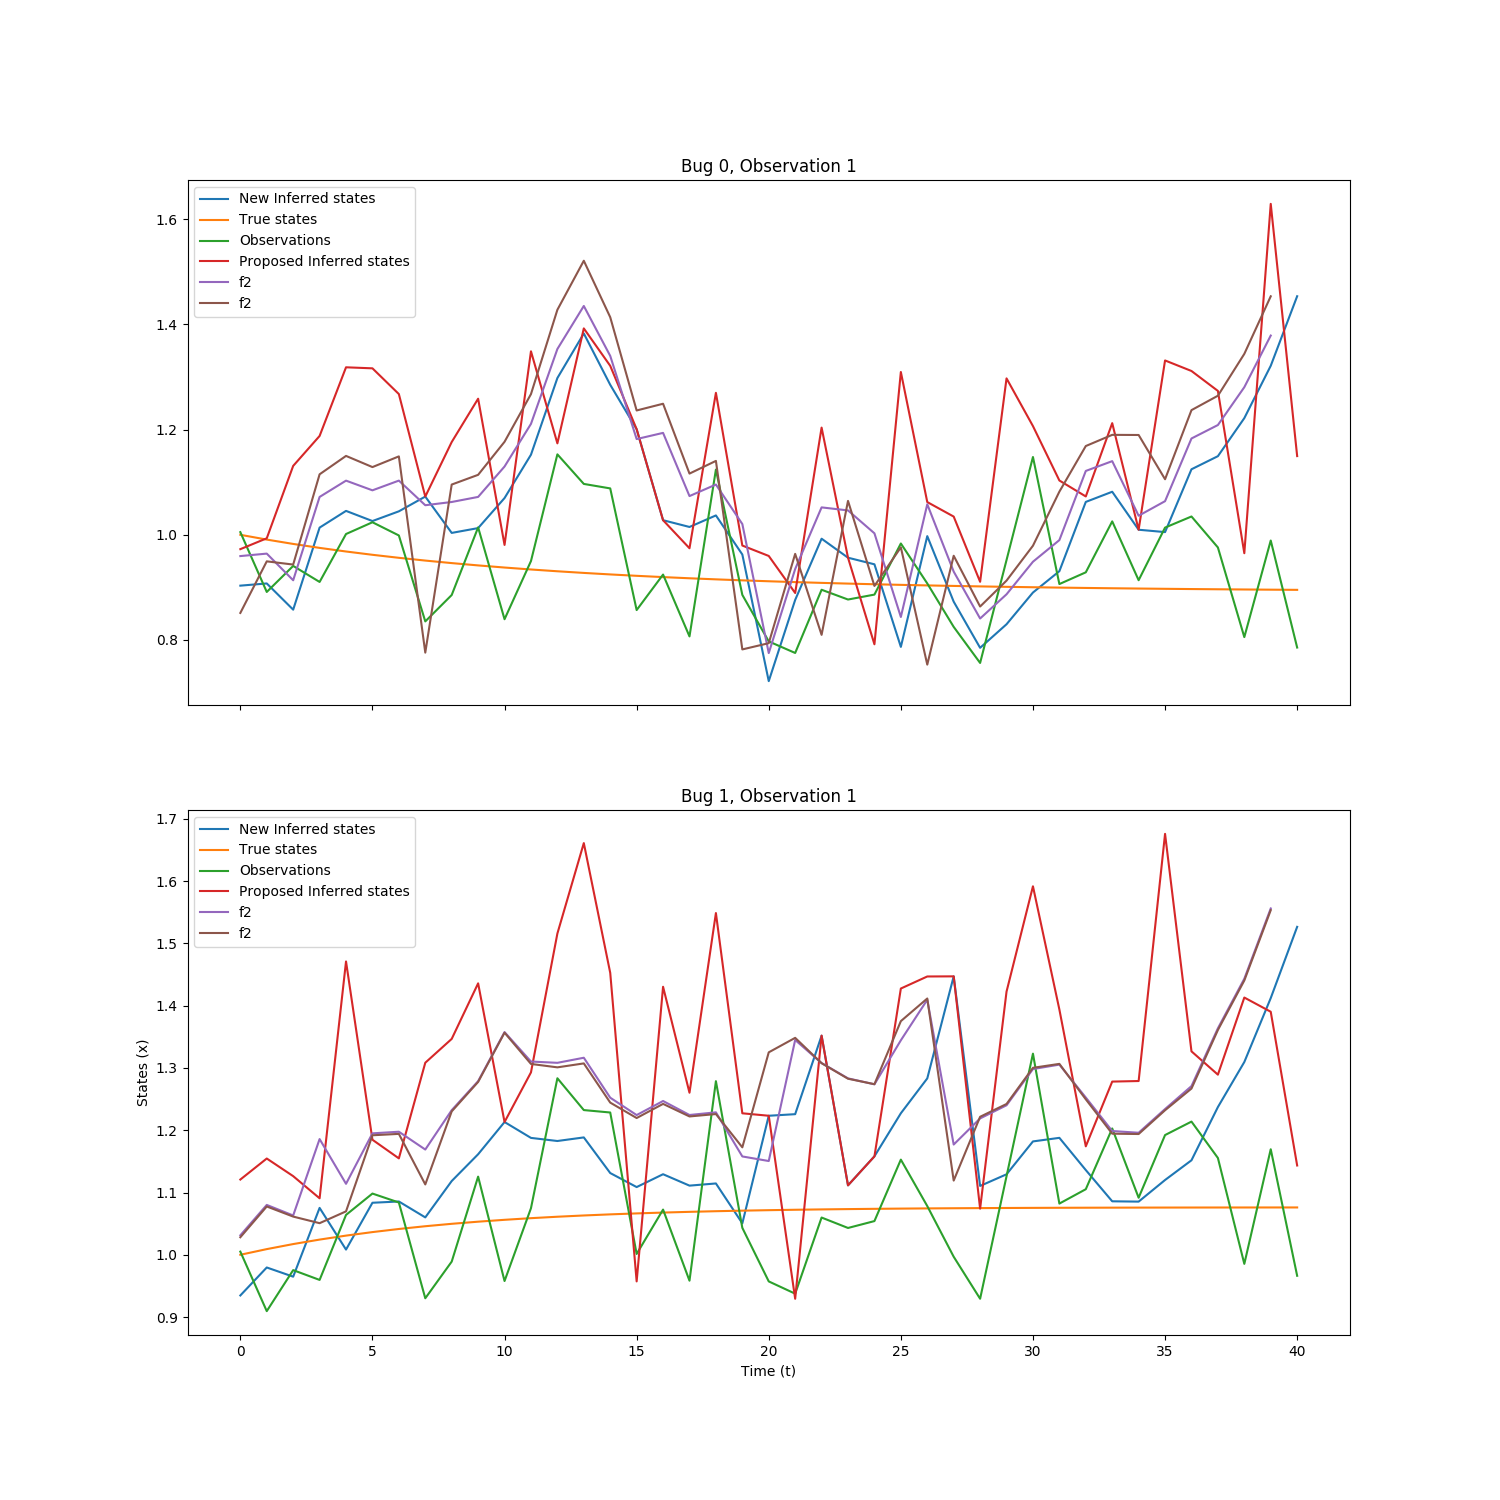 Bug 0, Observation 1
New Inferred states
True states
Observations
Proposed Inferred states
f2
f2
1.6
1.4
1.2
1.0
0.8
Bug 1, Observation 1
New Inferred states
True states
Observations
Proposed Inferred states
f2
f2
1.7
1.6
1.5
1.4
1.3
1.2
1.1
1.0
0.9
States (x)
0 5 10 15 20 25 30 35 40
Time (t)